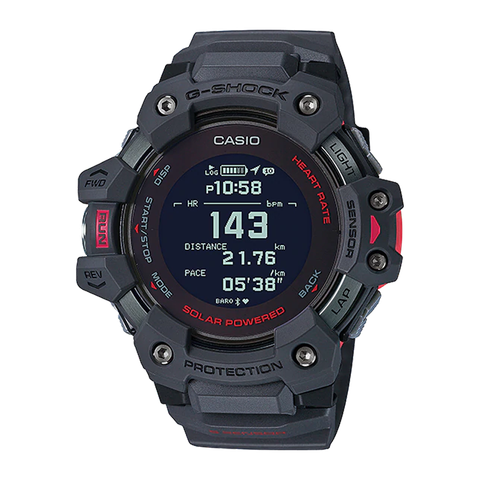 G-SHOCK
CASIO
LOG
P10:58
HR bpm
143
DISTANCE km
21.76
PACE /km
05'38"
BARO
SOLAR POWERED
PROTECTION
DISP
FWD
START/STOP
RUN
REV
MODE
LIGHT
HEART RATE
SENSOR
BACK
LAP